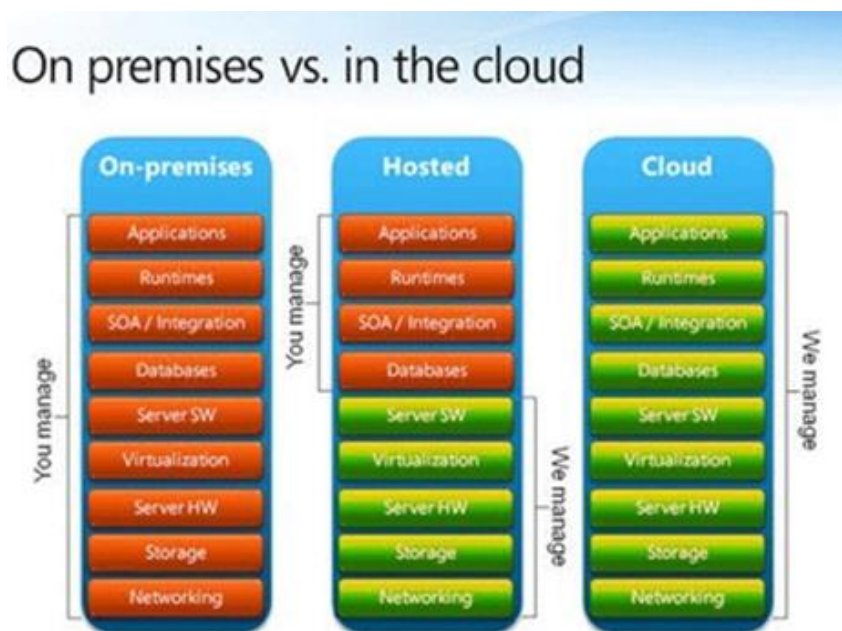 On premises vs. in the cloud
On-premises
Applications
Runtimes
SOA / Integration
Databases
Server SW
Virtualization
Server HW
Storage
Networking
You manage
Hosted
Applications
Runtimes
SOA / Integration
Databases
Server SW
Virtualization
Server HW
Storage
Networking
You manage
We manage
Cloud
Applications
Runtimes
SOA / Integration
Databases
Server SW
Virtualization
Server HW
Storage
Networking
We manage